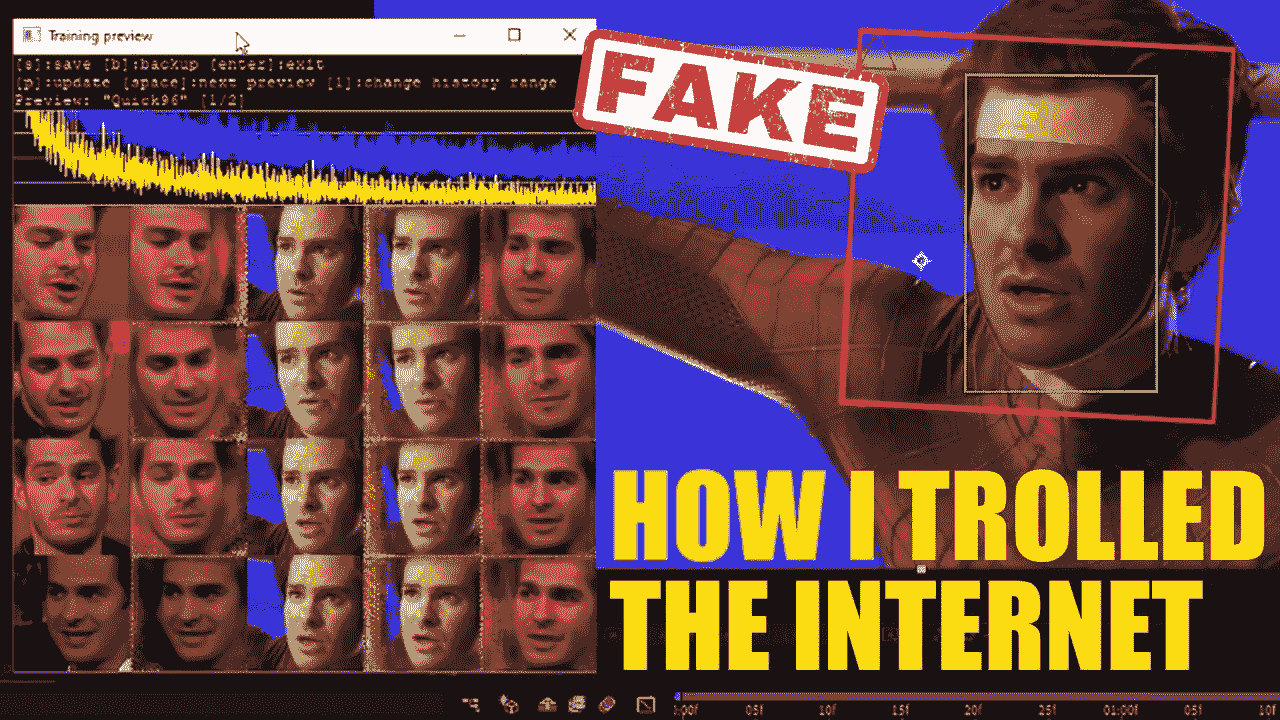 Training preview
[s]:save [b]:backup [enter]:exit
[p]:update [space]:next preview [l]:change history range
Preview: "Quick96" [1/2]
FAKE
HOW I TROLLED
THE INTERNET
:00f 05f 10f 15f 20f 25f 01:00f 05f 10f